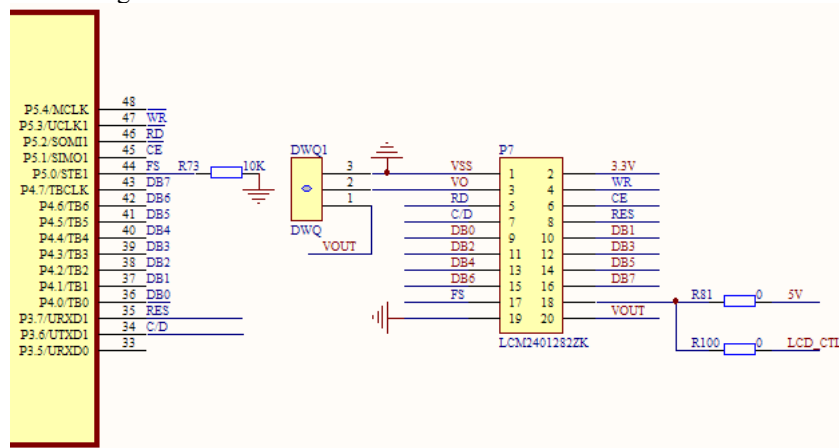 P5.4/MCLK 48
P5.3/UCLK1 47 WR
P5.2/SOMI1 46 RD
P5.1/SIMO1 45 CE
P5.0/STE1 44 FS R73 10K
P4.7/TBCLK 43 DB7
P4.6/TB6 42 DB6
P4.5/TB5 41 DB5
P4.4/TB4 40 DB4
P4.3/TB3 39 DB3
P4.2/TB2 38 DB2
P4.1/TB1 37 DB1
P4.0/TB0 36 DB0
P3.7/URXD1 35 RES
P3.6/UTXD1 34 C/D
P3.5/URXD0 33
DWQ1
3
2
1
DWQ
VOUT
P7
VSS 1 2 3.3V
VO 3 4 WR
RD 5 6 CE
C/D 7 8 RES
DB0 9 10 DB1
DB2 11 12 DB3
DB4 13 14 DB5
DB6 15 16 DB7
FS 17 18
19 20 VOUT
LCM2401282ZK
R81 0 5V
R100 0 LCD_CTL